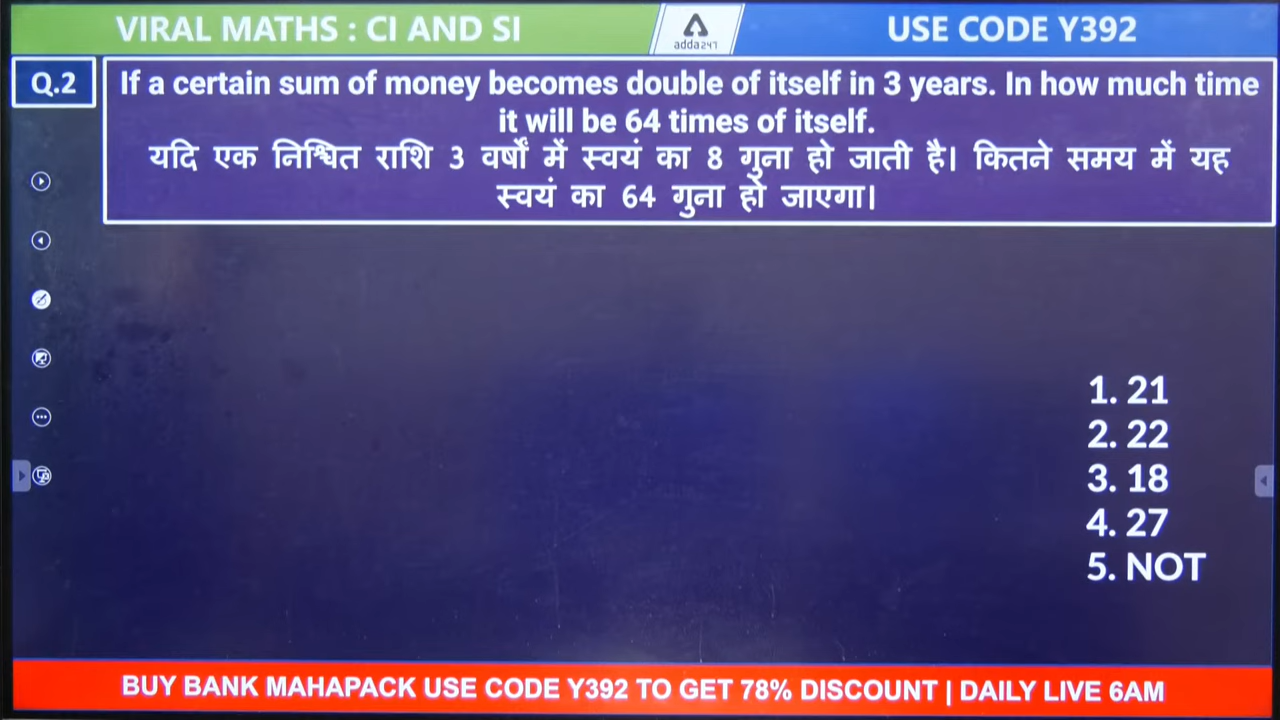 VIRAL MATHS : CI AND SI
adda247
USE CODE Y392
Q.2
If a certain sum of money becomes double of itself in 3 years. In how much time
it will be 64 times of itself.
यदि एक निश्चित राशि 3 वर्षों में स्वयं का 8 गुना हो जाती है। कितने समय में यह
स्वयं का 64 गुना हो जाएगा।
1. 21
2. 22
3. 18
4. 27
5. NOT
BUY BANK MAHAPACK USE CODE Y392 TO GET 78% DISCOUNT | DAILY LIVE 6AM